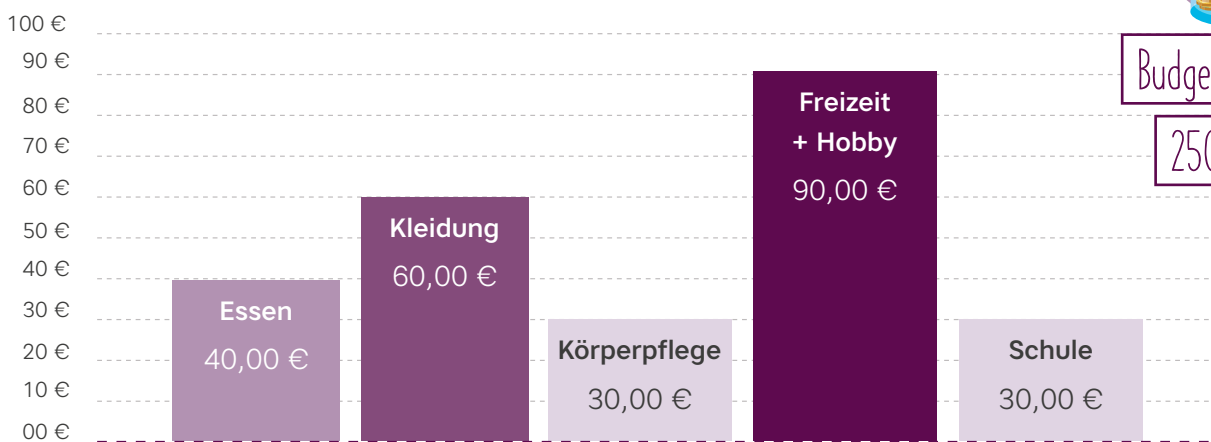 100 €
90 €
80 €
70 €
60 €
50 €
40 €
30 €
20 €
10 €
00 €
Essen
40,00 €
Kleidung
60,00 €
Körperpflege
30,00 €
Freizeit
+ Hobby
90,00 €
Schule
30,00 €